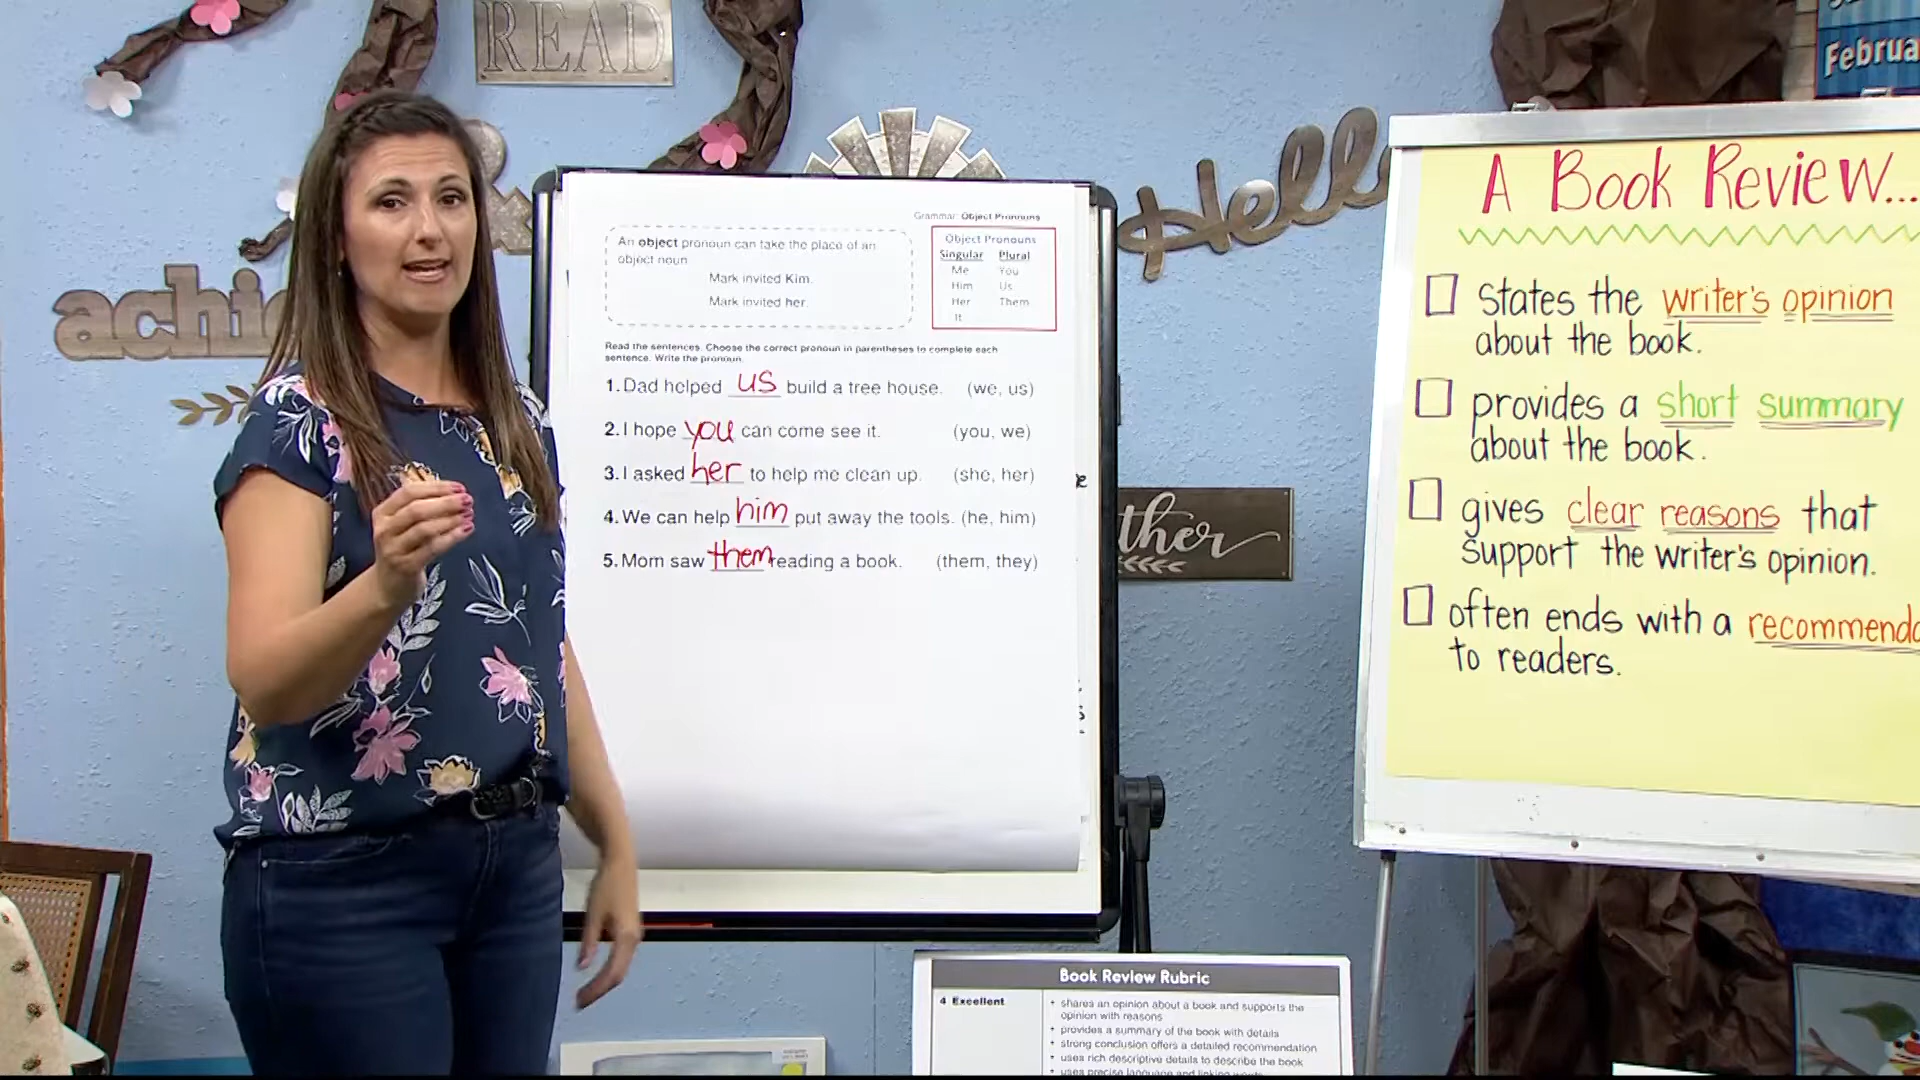 READ
achi
Hell
ther
Februa
Grammar: Object Pronouns
An object pronoun can take the place of an
object noun
Mark invited Kim.
Mark invited her.
Object Pronouns
Singular Plural
Me You
Him Us
Her Them
It
Read the sentences. Choose the correct pronoun in parentheses to complete each
sentence. Write the pronoun.
1. Dad helped us build a tree house. (we, us)
2. I hope you can come see it. (you, we)
3. I asked her to help me clean up. (she, her)
4. We can help him put away the tools. (he, him)
5. Mom saw them reading a book. (them, they)
A Book Review...
states the writer's opinion
about the book.
provides a short summary
about the book.
gives clear reasons that
support the writer's opinion.
often ends with a recommenda
to readers.
Book Review Rubric
4 Excellent
• shares an opinion about a book and supports the
opinion with reasons
• provides a summary of the book with details
• strong conclusion offers a detailed recommendation
• uses rich descriptive details to describe the book
• uses precise language and linking words